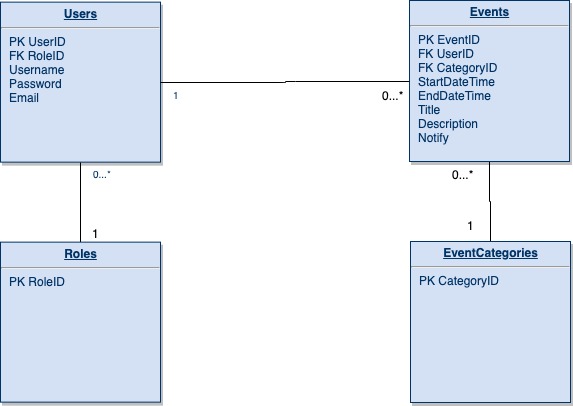 Users
PK UserID
FK RoleID
Username
Password
Email
Events
PK EventID
FK UserID
FK CategoryID
StartDateTime
EndDateTime
Title
Description
Notify
1
0...*
0...*
1
0...*
1
Roles
PK RoleID
EventCategories
PK CategoryID